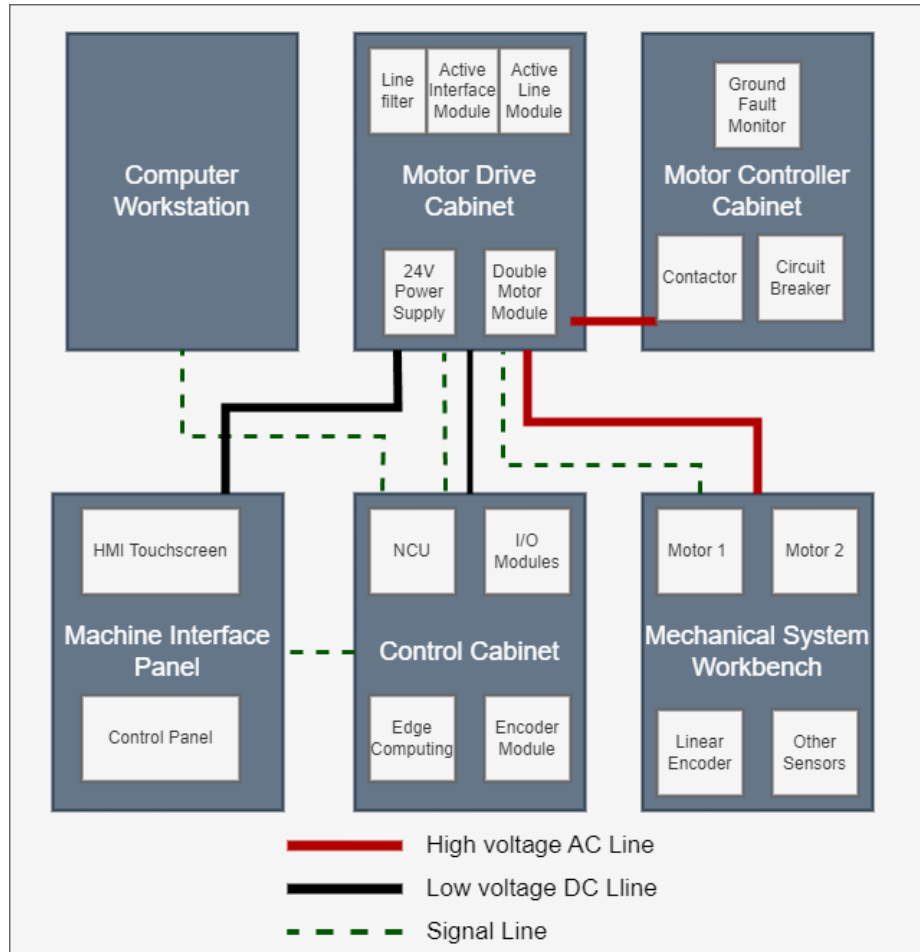 Computer
Workstation
Line
filter
Active
Interface
Module
Active
Line
Module
Motor Drive
Cabinet
24V
Power
Supply
Double
Motor
Module
Ground
Fault
Monitor
Motor Controller
Cabinet
Contactor
Circuit
Breaker
HMI Touchscreen
Machine Interface
Panel
Control Panel
NCU
I/O
Modules
Control Cabinet
Edge
Computing
Encoder
Module
Motor 1
Motor 2
Mechanical System
Workbench
Linear
Encoder
Other
Sensors
High voltage AC Line
Low voltage DC Lline
Signal Line